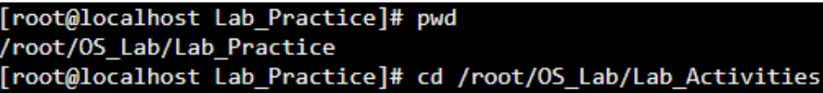 [root@localhost Lab_Practice]# pwd
/root/OS_Lab/Lab_Practice
[root@localhost Lab_Practice]# cd /root/OS_Lab/Lab_Activities